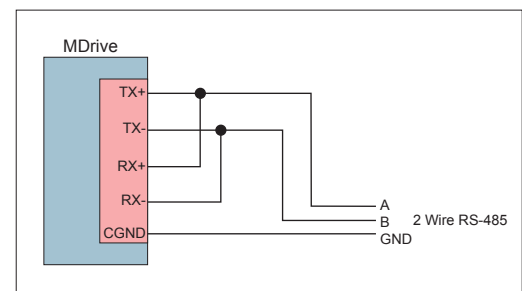 MDrive
TX+
TX-
RX+
RX-
CGND
A
B
GND
2 Wire RS-485